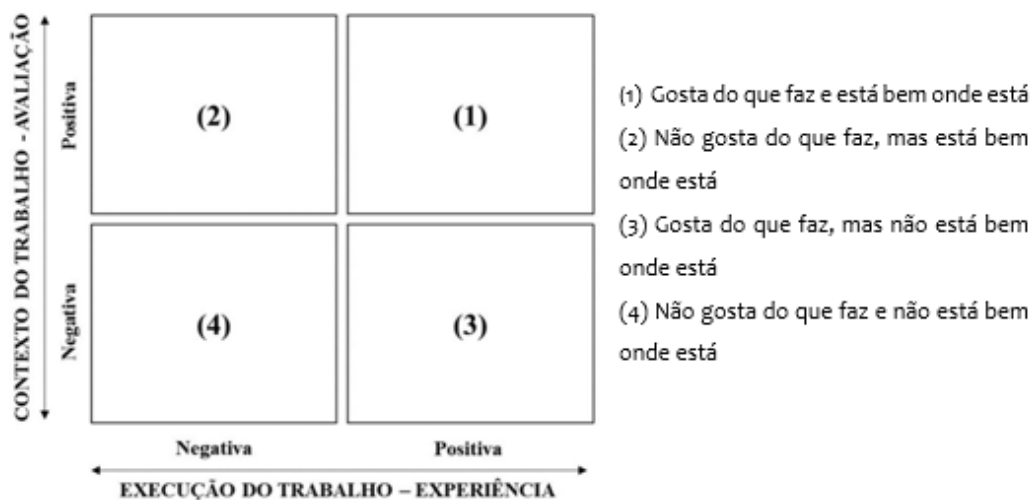 CONTEXTO DO TRABALHO - AVALIAÇÃO
Positiva
Negativa
(2)
(1)
(4)
(3)
Negativa
Positiva
EXECUÇÃO DO TRABALHO – EXPERIÊNCIA
(1) Gosta do que faz e está bem onde está
(2) Não gosta do que faz, mas está bem
onde está
(3) Gosta do que faz, mas não está bem
onde está
(4) Não gosta do que faz e não está bem
onde está